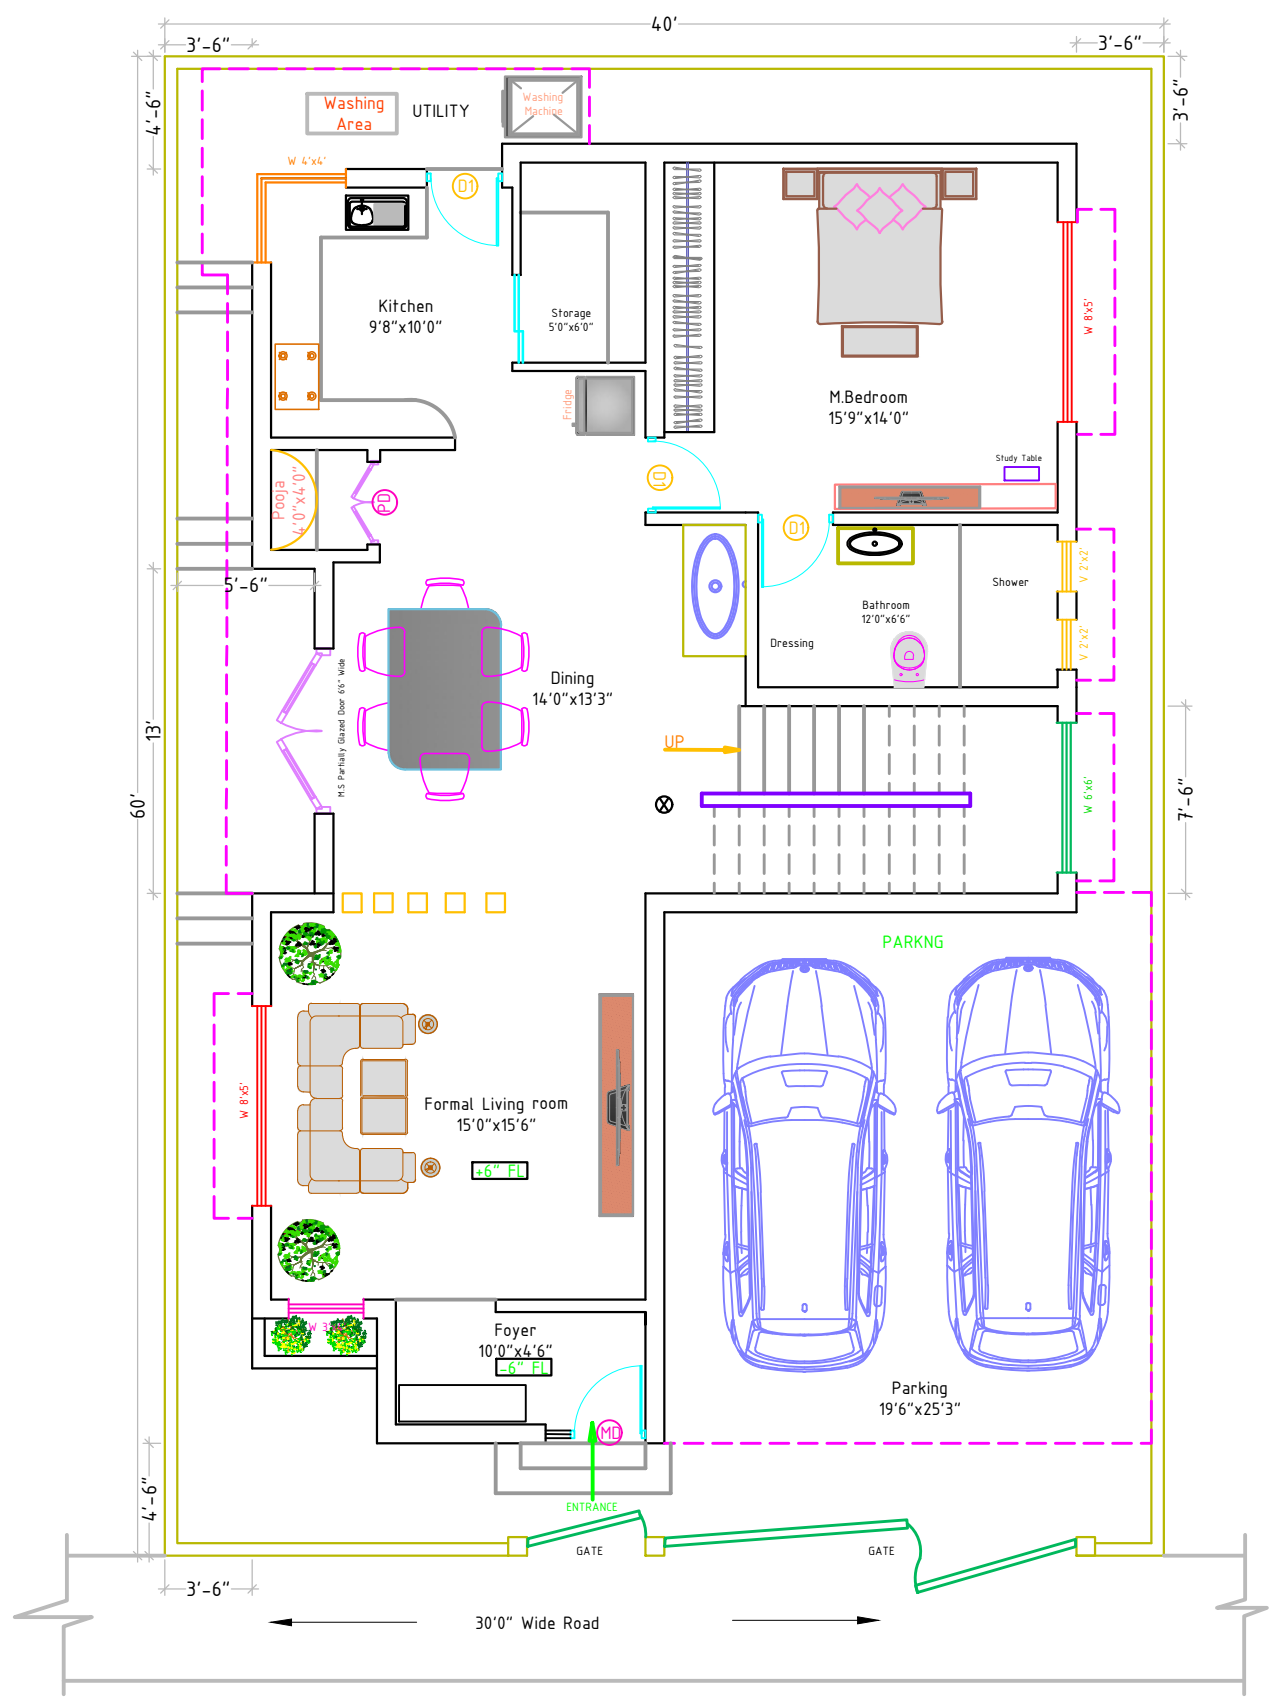 40'
3'-6"
3'-6"
4'-6"
3'-6"
Washing
Area
UTILITY
Washing
Machine
W 4'x4'
D1
Kitchen
9'8"x10'0"
Storage
5'0"x6'0"
W 8'x5'
M.Bedroom
15'9"x14'0"
Fridge
Study Table
D1
Pooja
4'0"x4'0"
PD
D1
5'-6"
Shower
V 2'x2'
Bathroom
12'0"x6'6"
Dressing
V 2'x2'
Dining
14'0"x13'3"
M.S Partially Glazed Door 6'6" Wide
13'
60'
UP
W 6'x6'
7'-6"
PARKNG
W 8'x5'
Formal Living room
15'0"x15'6"
+6" FL
W 3'
Foyer
10'0"x4'6"
-6" FL
Parking
19'6"x25'3"
MD
4'-6"
ENTRANCE
GATE
GATE
3'-6"
30'0" Wide Road